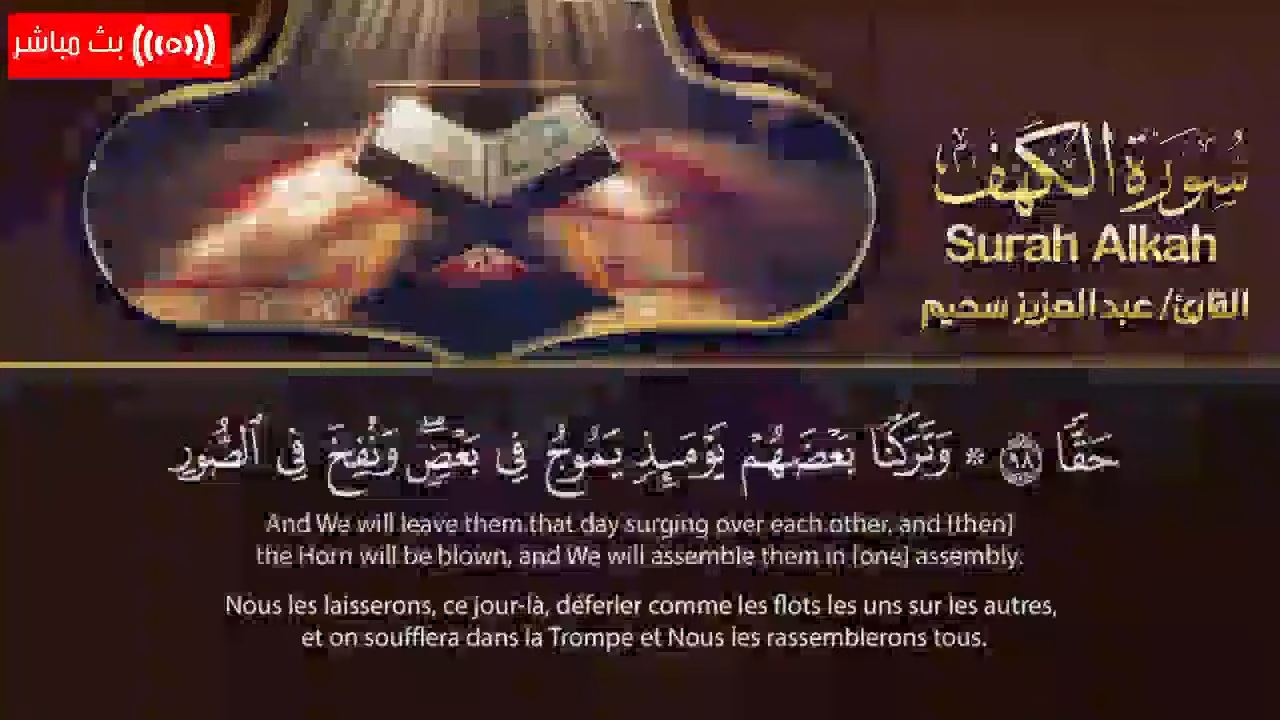 بث مباشر
سُورَة الكهف
Surah Alkah
القارئ/ عبدالعزيز سحيم
حَقًّا ٩٨ * وَتَرَكْنَا بَعْضَهُمْ يَوْمَئِذٍ يَمُوجُ فِي بَعْضٍۖ وَنُفِخَ فِي ٱلصُّورِ
And We will leave them that day surging over each other, and [then]
the Horn will be blown, and We will assemble them in [one] assembly.
Nous les laisserons, ce jour-là, déferler comme les flots les uns sur les autres,
et on soufflera dans la Trompe et Nous les rassemblerons tous.